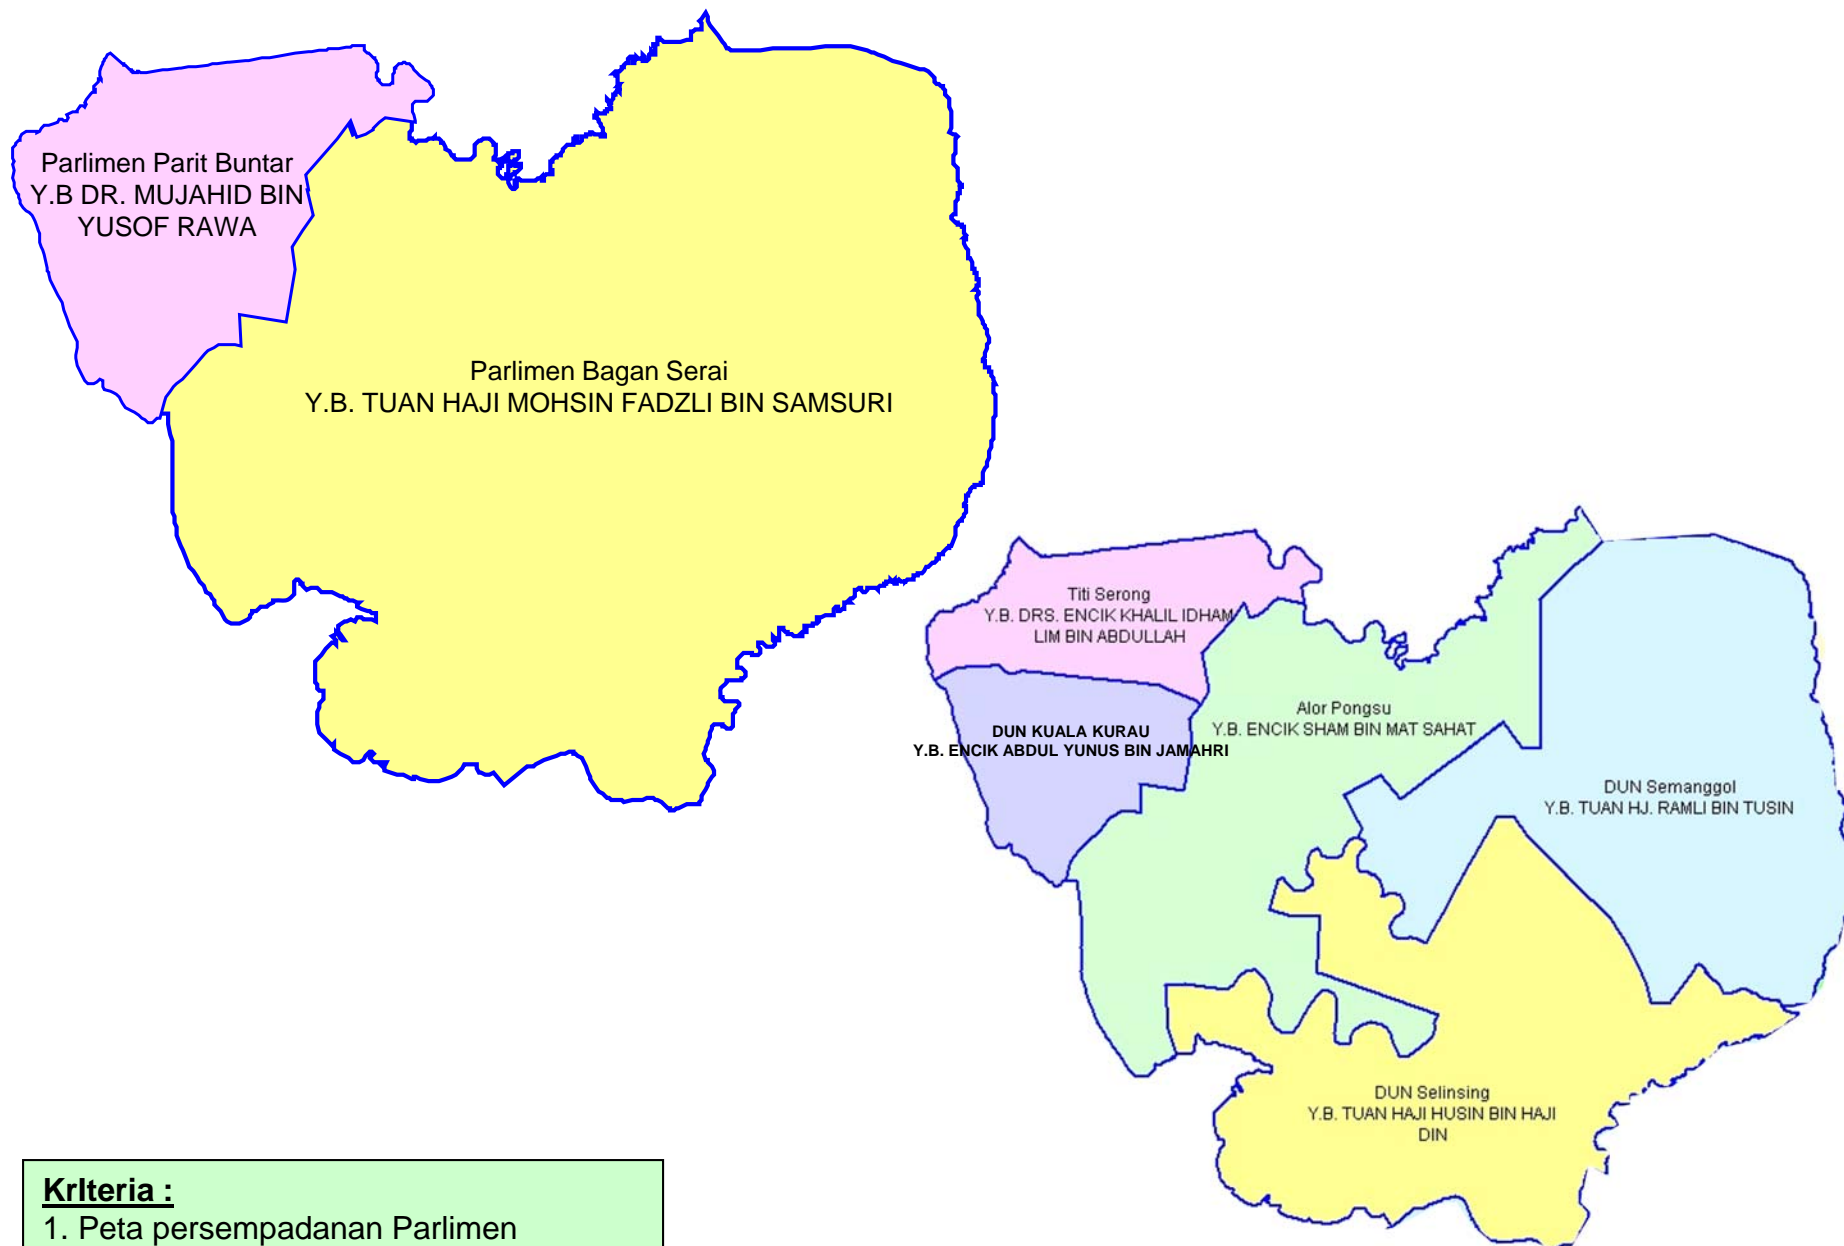 Parlimen Parit Buntar
Y.B DR. MUJAHID BIN
YUSOF RAWA
Parlimen Bagan Serai
Y.B. TUAN HAJI MOHSIN FADZLI BIN SAMSURI
Titi Serong
Y.B. DRS. ENCIK KHALIL IDHAM
LIM BIN ABDULLAH
Alor Pongsu
Y.B. ENCIK SHAM BIN MAT SAHAT
DUN KUALA KURAU
Y.B. ENCIK ABDUL YUNUS BIN JAMAHRI
DUN Semanggol
Y.B. TUAN HJ. RAMLI BIN TUSIN
DUN Selinsing
Y.B. TUAN HAJI HUSIN BIN HAJI
DIN
KrIteria :
1. Peta persempadanan Parlimen